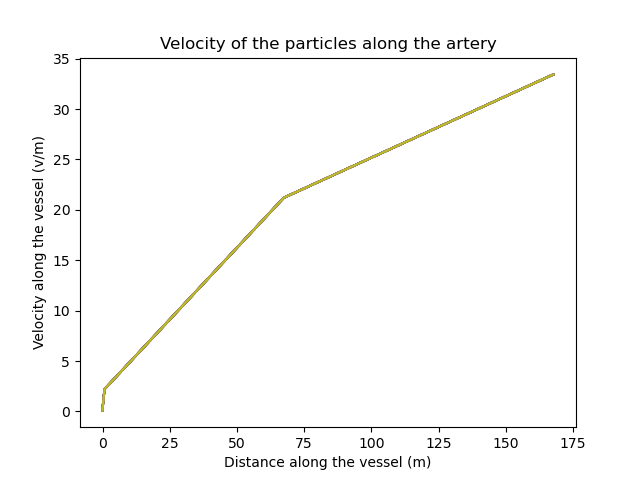 Velocity of the particles along the artery
35
30
25
20
15
10
5
0
Velocity along the vessel (v/m)
0 25 50 75 100 125 150 175
Distance along the vessel (m)